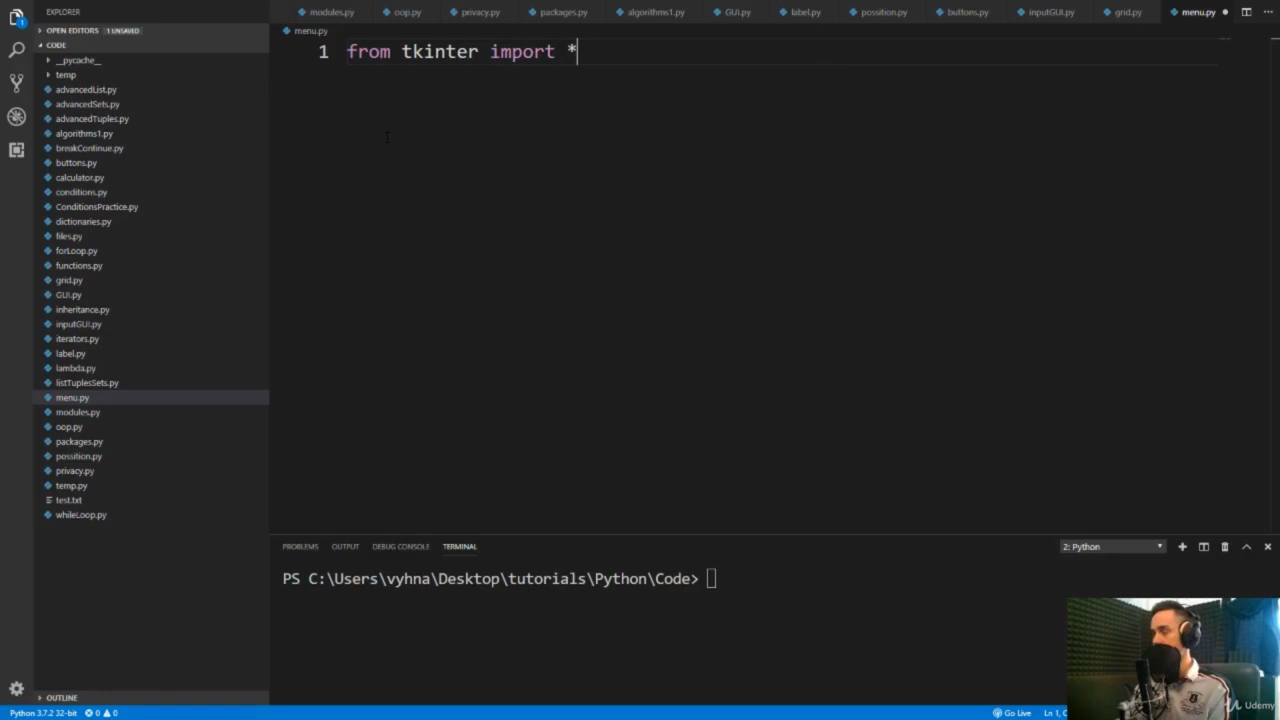 EXPLORER
OPEN EDITORS 1 UNSAVED
CODE
__pycache__
temp
advancedList.py
advancedSets.py
advancedTuples.py
algorithms1.py
breakContinue.py
buttons.py
calculator.py
conditions.py
ConditionsPractice.py
dictionaries.py
files.py
forLoop.py
functions.py
grid.py
GUI.py
inheritance.py
inputGUI.py
iterators.py
label.py
lambda.py
listTuplesSets.py
menu.py
modules.py
oop.py
packages.py
possition.py
privacy.py
temp.py
test.txt
whileLoop.py
OUTLINE
modules.py oop.py privacy.py packages.py algorithms1.py GUI.py label.py possition.py buttons.py inputGUI.py grid.py menu.py
menu.py
1 from tkinter import *
PROBLEMS OUTPUT DEBUG CONSOLE TERMINAL 2: Python
PS C:\Users\vyhna\Desktop\tutorials\Python\Code>
Udemy
Python 3.7.2 32-bit 0 0 Go Live Ln 1,